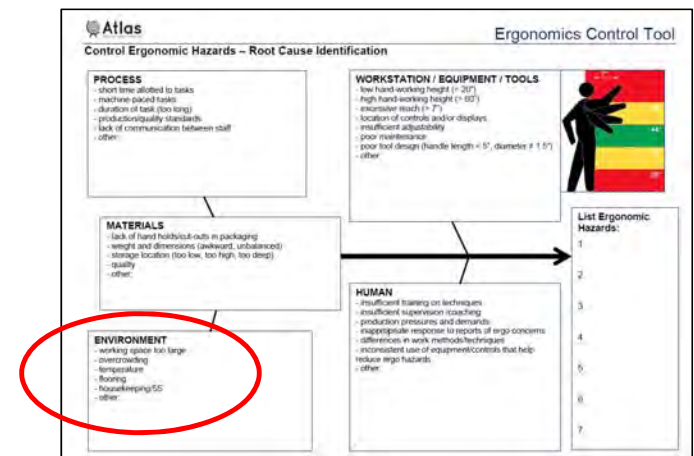 Atlas
Ergonomics Control Tool
Control Ergonomic Hazards – Root Cause Identification
PROCESS
- short time allotted to tasks
- machine-paced tasks
- duration of task (too long)
- production/quality standards
- lack of communication between staff
- other:
WORKSTATION / EQUIPMENT / TOOLS
- low hand-working height (< 20")
- high hand-working height (> 60")
- excessive reach (> 7")
- location of controls and/or displays
- insufficient adjustability
- poor maintenance
- poor tool design (handle length < 5", diameter ≠ 1.5")
- other:
MATERIALS
- lack of hand holds/cut-outs in packaging
- weight and dimensions (awkward, unbalanced)
- storage location (too low, too high, too deep)
- quality
- other:
List Ergonomic
Hazards:
1
2
3
4
5
6
7
HUMAN
- insufficient training on techniques
- insufficient supervision /coaching
- production pressures and demands
- inappropriate response to reports of ergo concerns
- differences in work methods/techniques
- inconsistent use of equipment/controls that help
reduce ergo hazards
- other:
ENVIRONMENT
- working space too large
- overcrowding
- temperature
- flooring
- housekeeping/5S
- other: